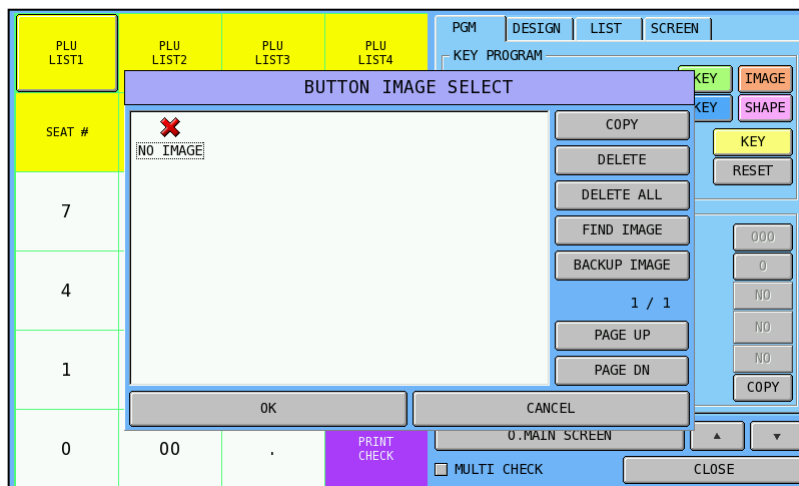 PLU
LIST1
PLU
LIST2
PLU
LIST3
PLU
LIST4
PGM
DESIGN
LIST
SCREEN
KEY PROGRAM
KEY
IMAGE
KEY
SHAPE
KEY
RESET
SEAT #
BUTTON IMAGE SELECT
NO IMAGE
COPY
DELETE
DELETE ALL
FIND IMAGE
BACKUP IMAGE
1 / 1
PAGE UP
PAGE DN
OK
CANCEL
7
4
1
0
00
.
PRINT
CHECK
000
0
NO
NO
NO
COPY
0.MAIN SCREEN
▲
▼
MULTI CHECK
CLOSE